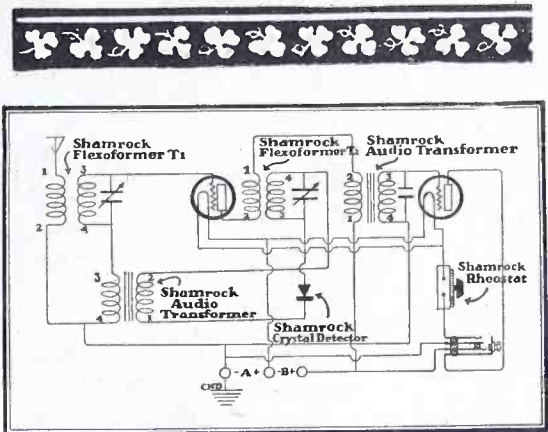 Shamrock
Flexoformer T1
Shamrock
Flexoformer T2
Shamrock
Audio Transformer
1 3
2 4
1 4
2 3
2 3
1 4
3 2
4 1
Shamrock
Audio
Transformer
Shamrock
Crystal Detector
Shamrock
Rheostat
-A+ -B+
GND